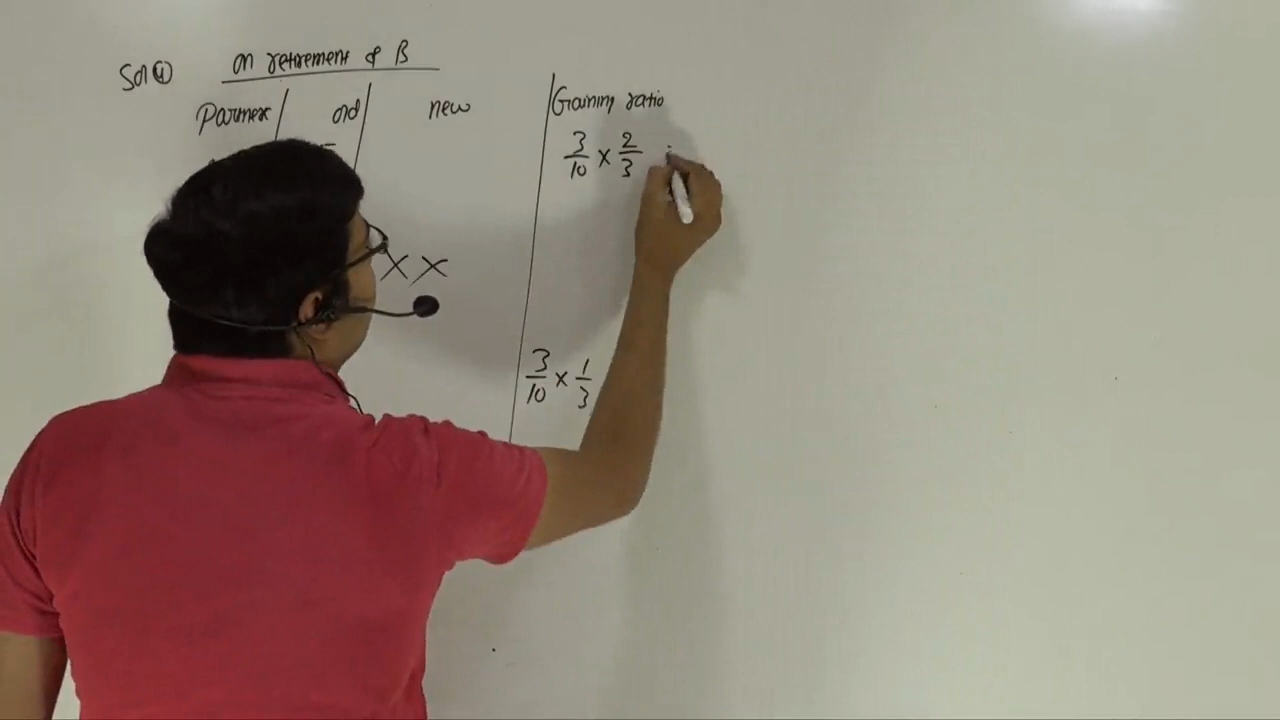 Sol ④ on retirement of B
Partner old new Gaining ratio
3/10 × 2/3
× ×
3/10 × 1/3